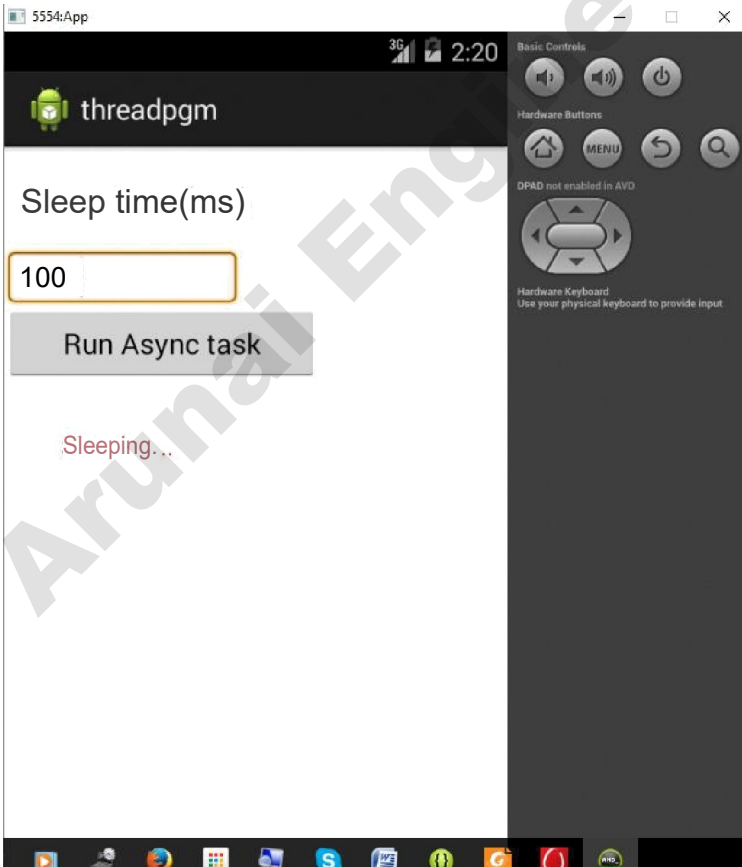 5554:App
3G 2:20
threadpgm
Sleep time(ms)
100
Run Async task
Sleeping...
Basic Controls
Hardware Buttons
MENU
DPAD not enabled in AVD
Hardware Keyboard
Use your physical keyboard to provide input
Arunai Engine